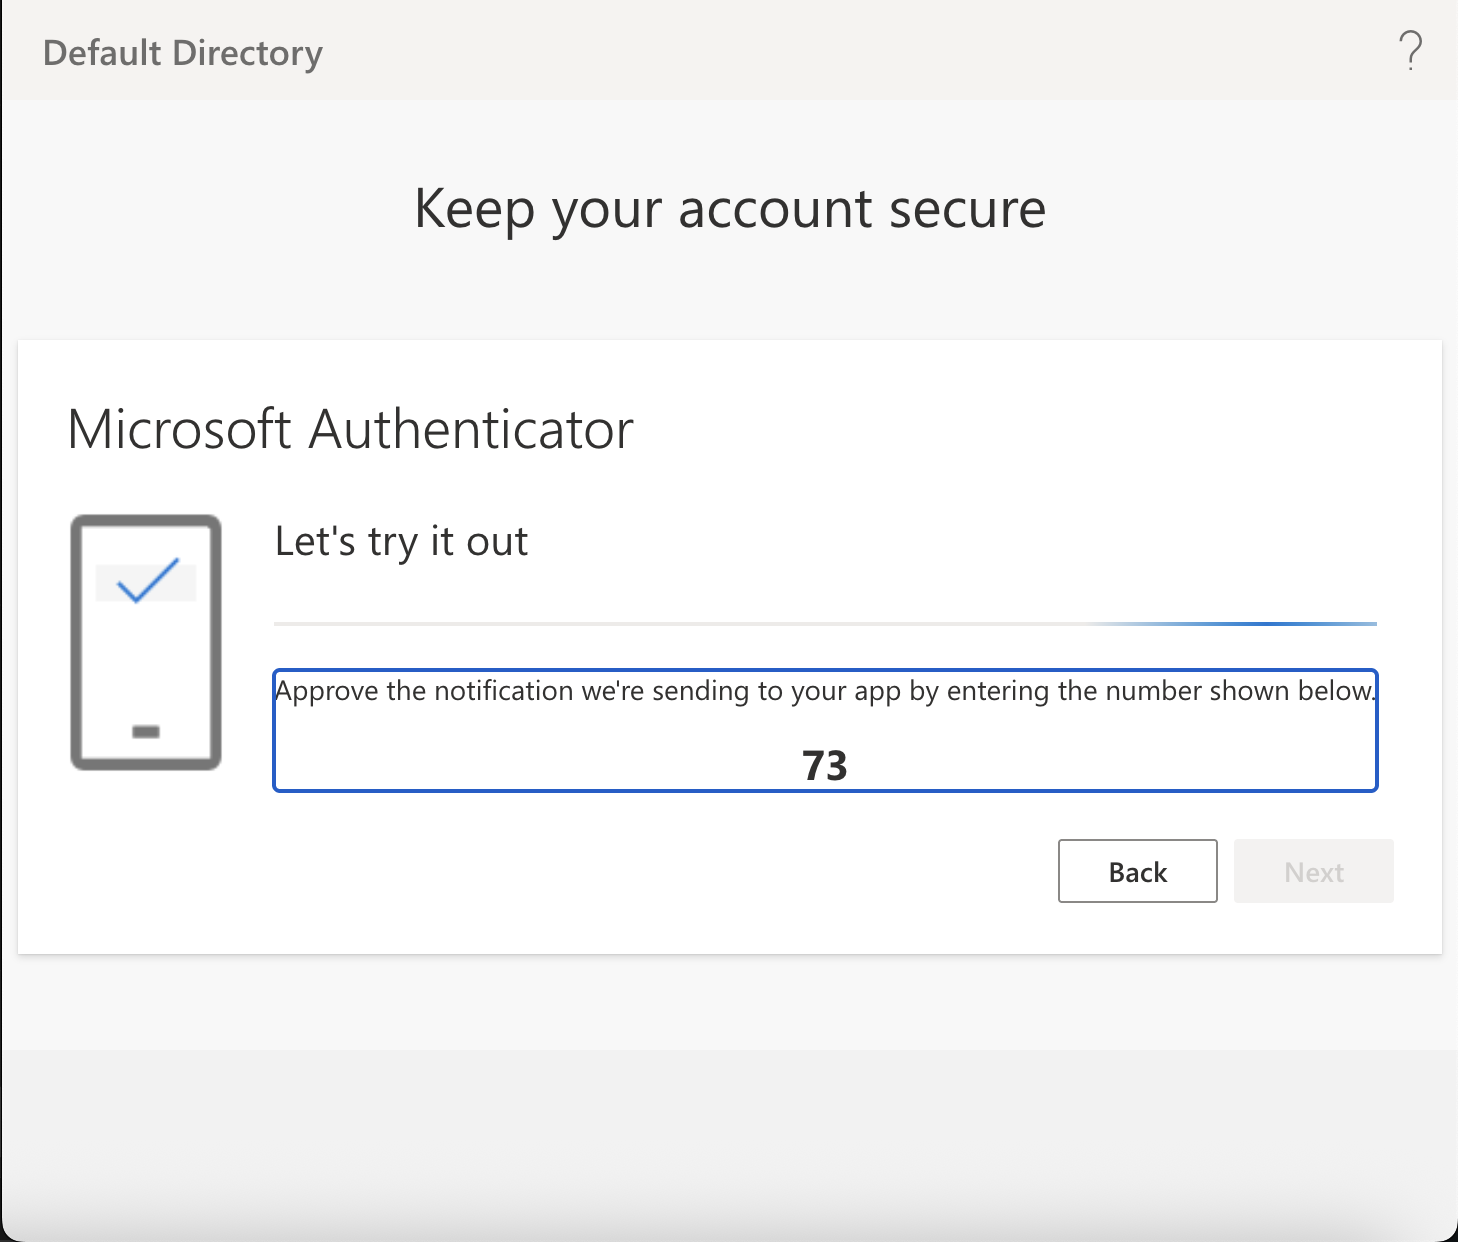 Default Directory
?
Keep your account secure
Microsoft Authenticator
Let's try it out
Approve the notification we're sending to your app by entering the number shown below.
73
Back
Next